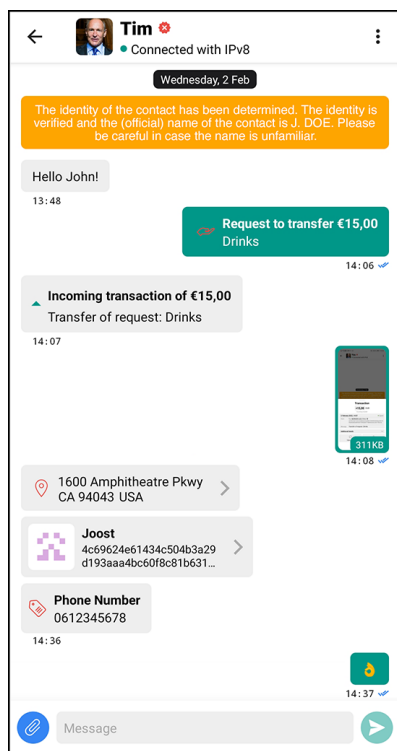 Tim
Connected with IPv8
Wednesday, 2 Feb
The identity of the contact has been determined. The identity is
verified and the (official) name of the contact is J. DOE. Please
be careful in case the name is unfamiliar.
Hello John!
13:48
Request to transfer €15,00
Drinks
14:06
Incoming transaction of €15,00
Transfer of request: Drinks
14:07
311KB
14:08
1600 Amphitheatre Pkwy
CA 94043 USA
Joost
4c69624e61434c504b3a29
d193aaa4bc60f8c81b631...
Phone Number
0612345678
14:36
14:37
Message